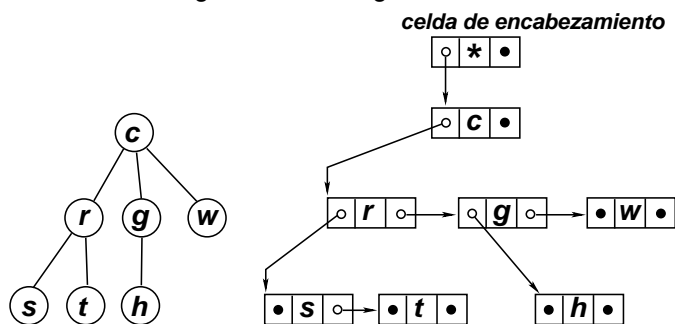 celda de encabezamiento
*
c
c
r g w
r g w
s t h
s t h